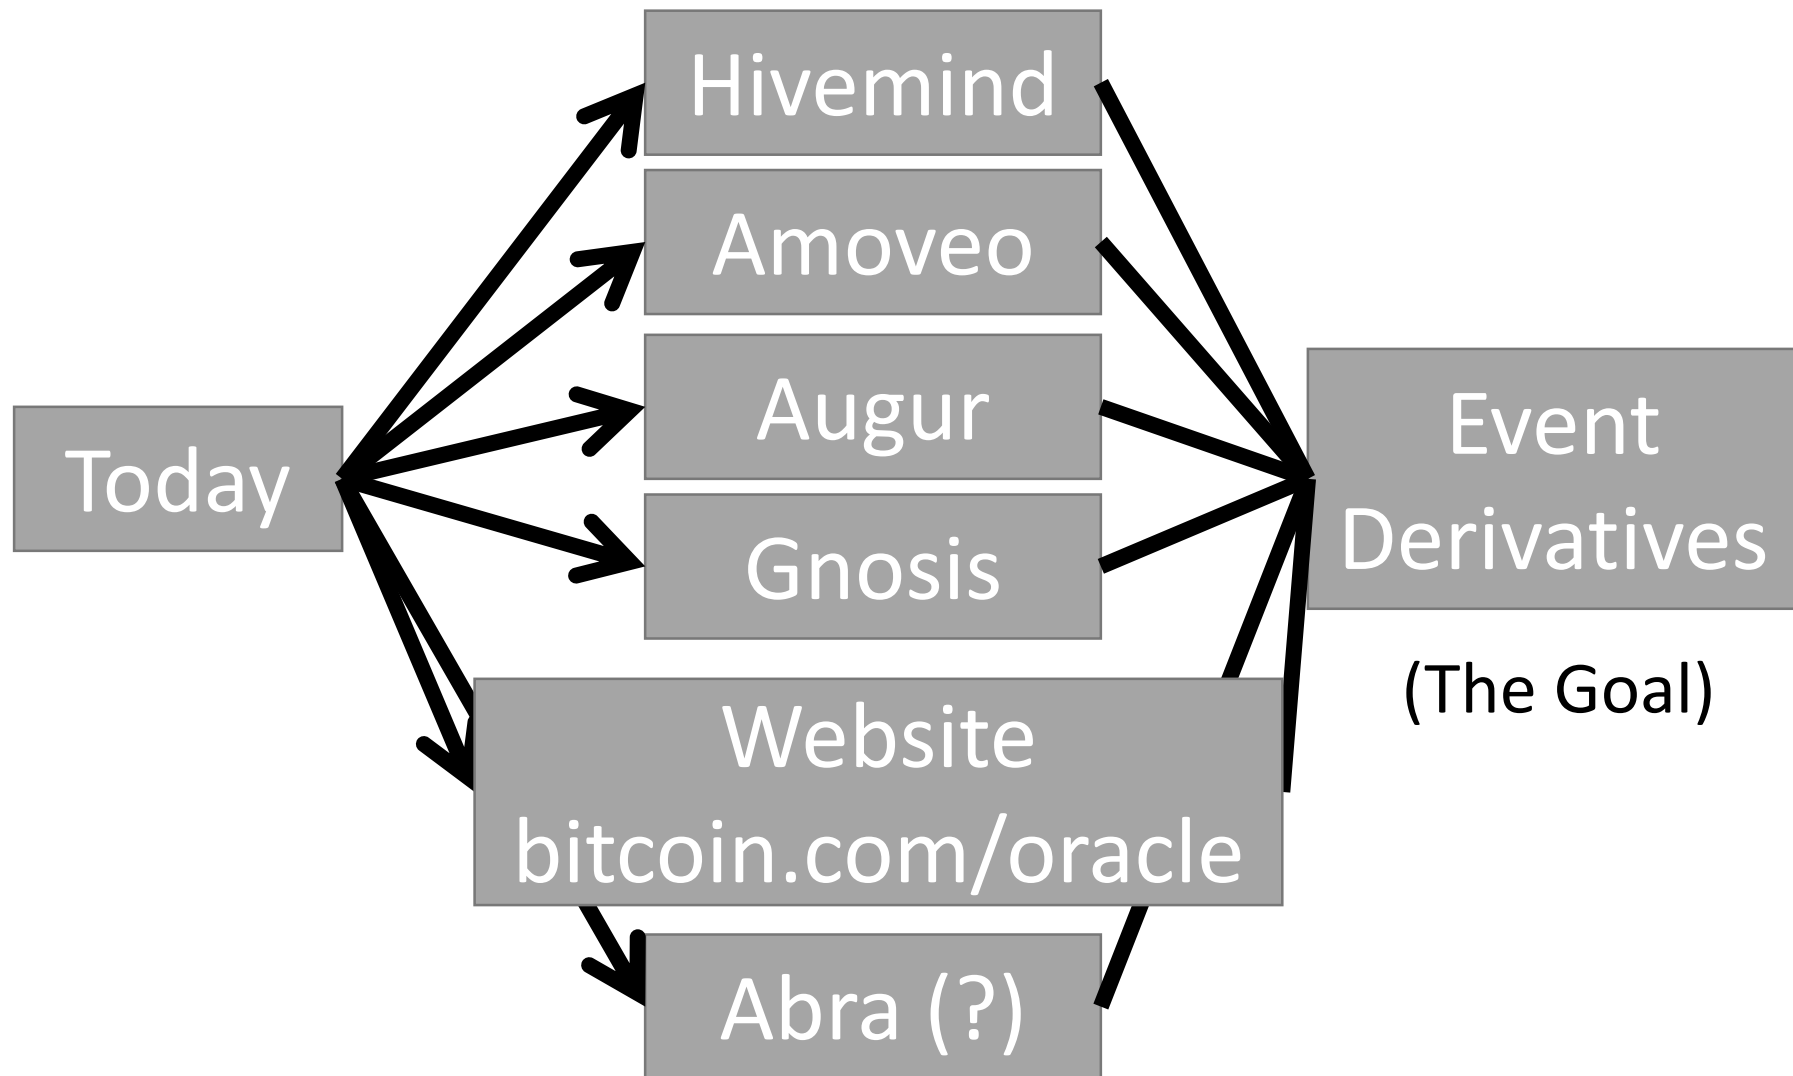 Hivemind
Amoveo
Augur
Today
Gnosis
Event
Derivatives
(The Goal)
Website
bitcoin.com/oracle
Abra (?)